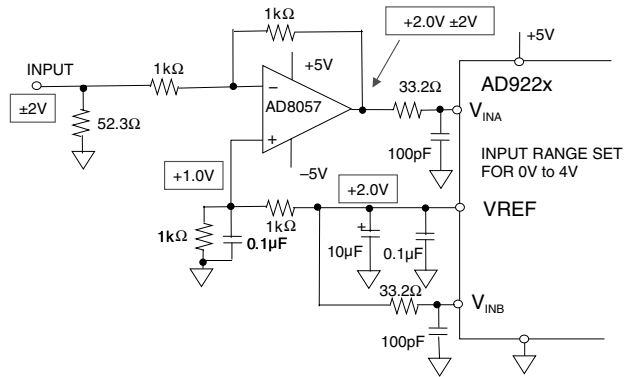 1kΩ
+2.0V ±2V
+5V
INPUT
1kΩ
+5V
33.2Ω
AD922x
±2V
−
AD8057
VINA
52.3Ω
+
100pF
INPUT RANGE SET
FOR 0V to 4V
+1.0V
−5V
+2.0V
VREF
1kΩ
1kΩ
0.1µF
+
10µF
0.1µF
33.2Ω
VINB
100pF